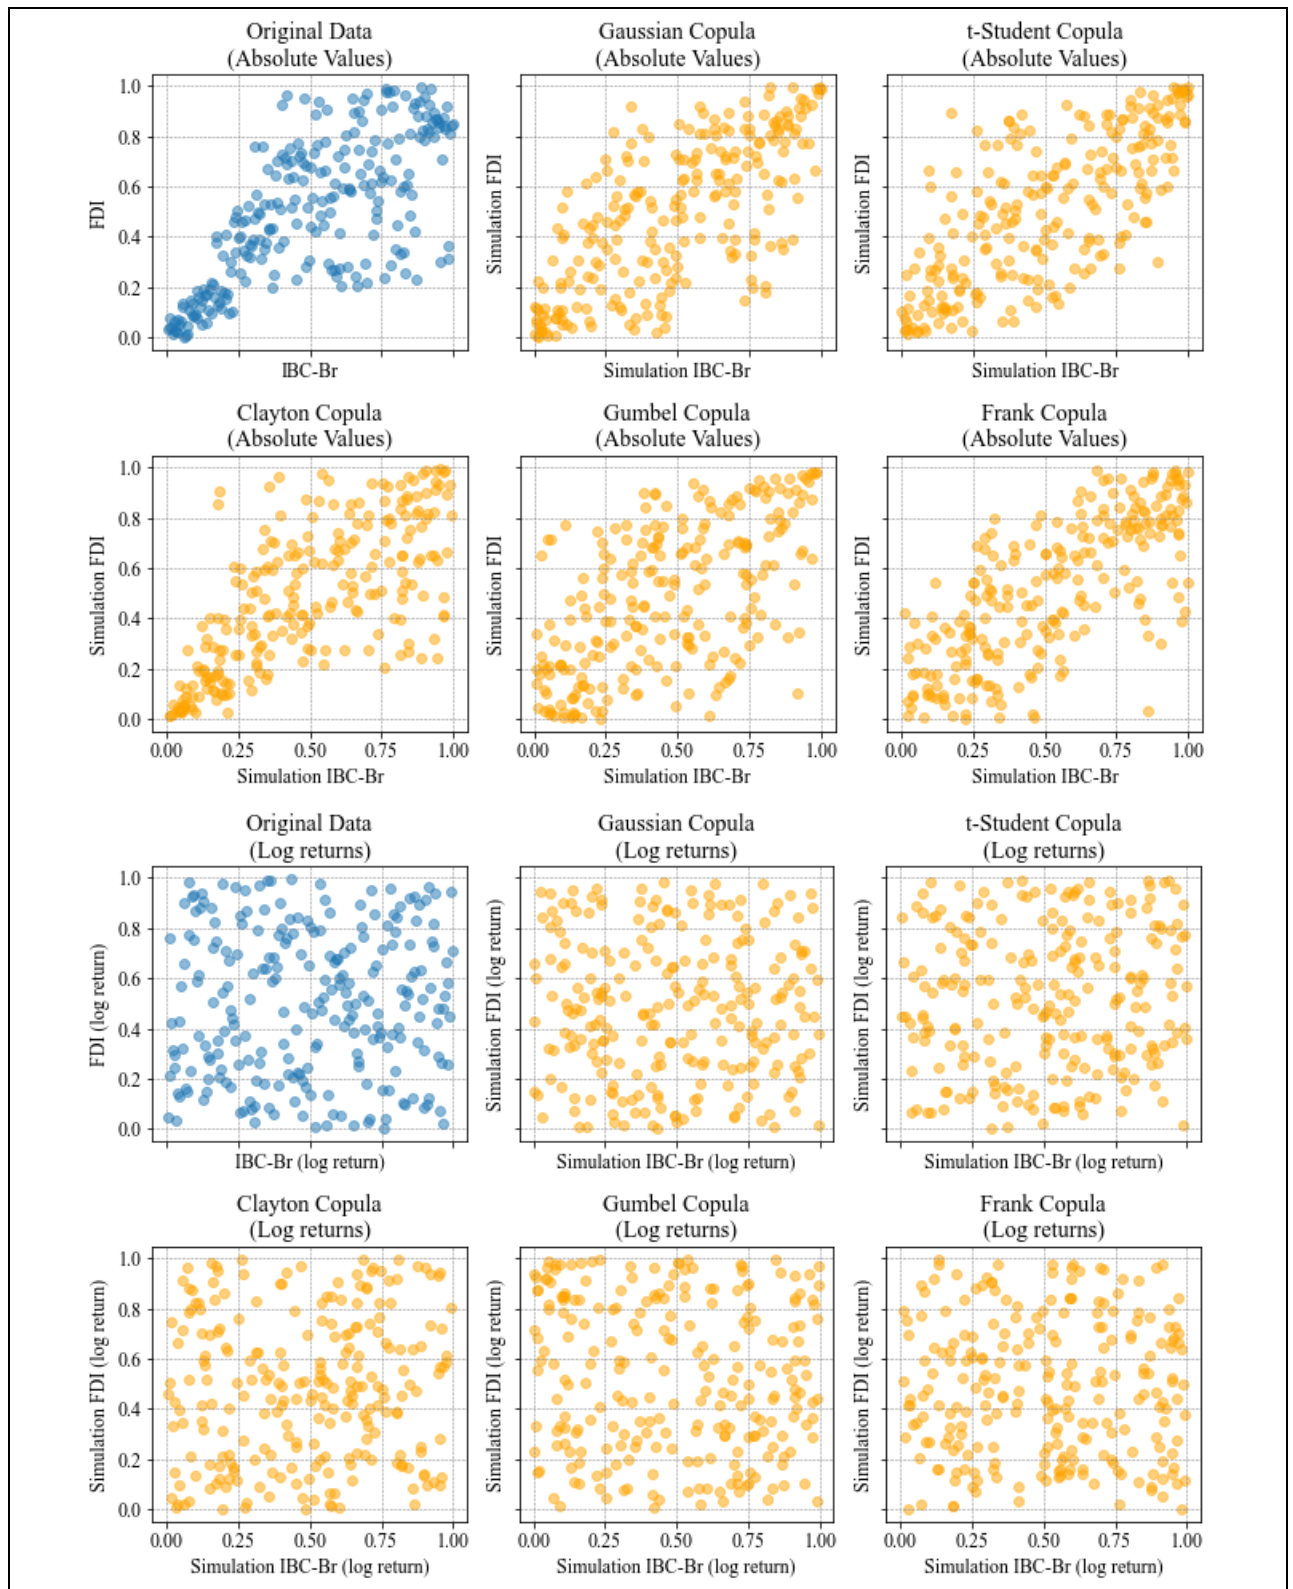 Original Data
(Absolute Values)
Gaussian Copula
(Absolute Values)
t-Student Copula
(Absolute Values)
1.0
0.8
0.6
0.4
0.2
0.0
FDI
IBC-Br
Simulation FDI
Simulation IBC-Br
Simulation FDI
Simulation IBC-Br
Clayton Copula
(Absolute Values)
Gumbel Copula
(Absolute Values)
Frank Copula
(Absolute Values)
1.0
0.8
0.6
0.4
0.2
0.0
Simulation FDI
0.00 0.25 0.50 0.75 1.00
Simulation IBC-Br
Simulation FDI
0.00 0.25 0.50 0.75 1.00
Simulation IBC-Br
Simulation FDI
0.00 0.25 0.50 0.75 1.00
Simulation IBC-Br
Original Data
(Log returns)
Gaussian Copula
(Log returns)
t-Student Copula
(Log returns)
1.0
0.8
0.6
0.4
0.2
0.0
FDI (log return)
IBC-Br (log return)
Simulation FDI (log return)
Simulation IBC-Br (log return)
Simulation FDI (log return)
Simulation IBC-Br (log return)
Clayton Copula
(Log returns)
Gumbel Copula
(Log returns)
Frank Copula
(Log returns)
1.0
0.8
0.6
0.4
0.2
0.0
Simulation FDI (log return)
0.00 0.25 0.50 0.75 1.00
Simulation IBC-Br (log return)
Simulation FDI (log return)
0.00 0.25 0.50 0.75 1.00
Simulation IBC-Br (log return)
Simulation FDI (log return)
0.00 0.25 0.50 0.75 1.00
Simulation IBC-Br (log return)